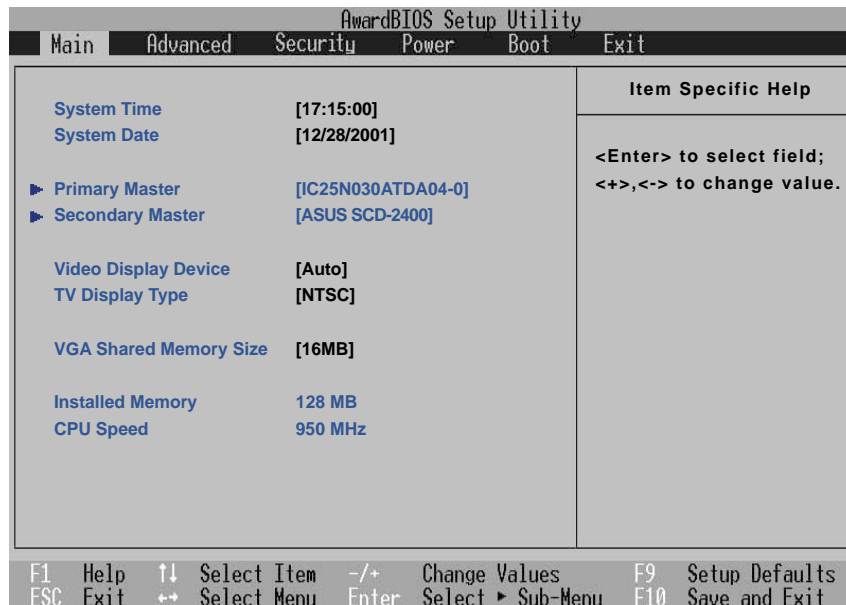 AwardBIOS Setup Utility
Main Advanced Security Power Boot Exit
System Time [17:15:00]
System Date [12/28/2001]
Primary Master [IC25N030ATDA04-0]
Secondary Master [ASUS SCD-2400]
Video Display Device [Auto]
TV Display Type [NTSC]
VGA Shared Memory Size [16MB]
Installed Memory 128 MB
CPU Speed 950 MHz
Item Specific Help
<Enter> to select field;
<+>,<-> to change value.
F1 Help ↑↓ Select Item -/+ Change Values F9 Setup Defaults
ESC Exit ←→ Select Menu Enter Select ► Sub-Menu F10 Save and Exit